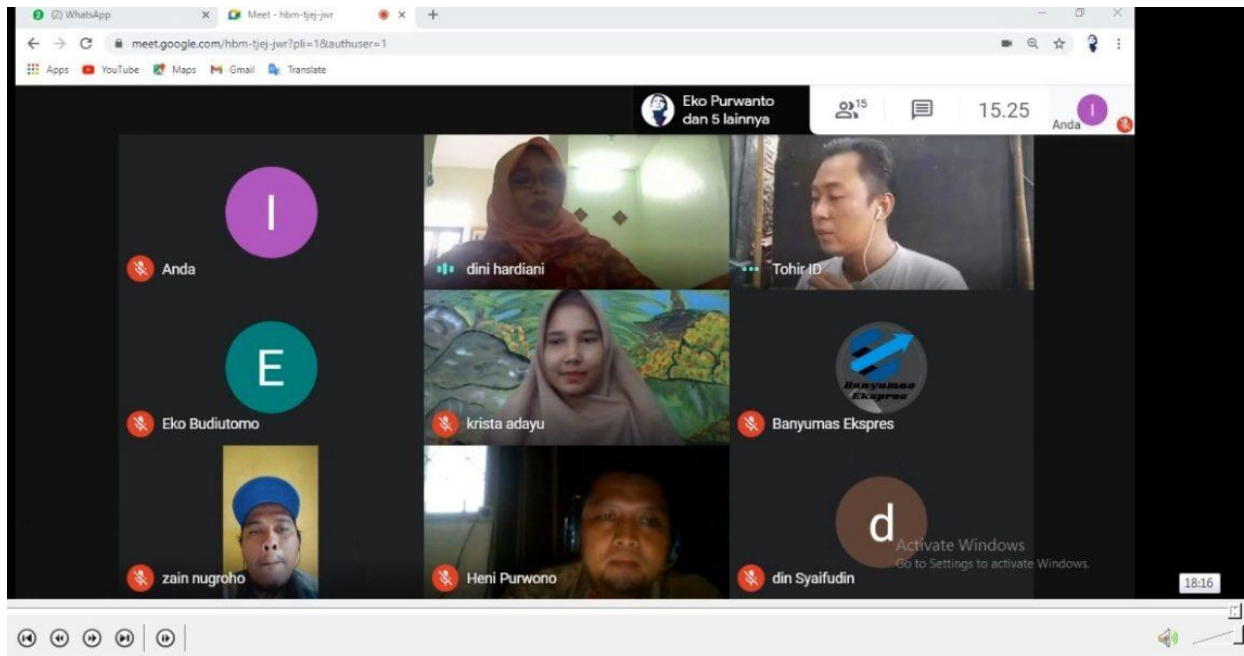 (2) WhatsApp
Meet - hbm-tjej-jwr
meet.google.com/hbm-tjej-jwr?pli=1&authuser=1
Apps YouTube Maps Gmail Translate
Eko Purwanto
dan 5 lainnya
15
15.25
Anda
I
I
Anda
dini hardiani
Tohir ID
E
Eko Budiutomo
krista adayu
Banyumas
Ekspres
Banyumas Ekspres
zain nugroho
Heni Purwono
d
din Syaifudin
Activate Windows
Go to Settings to activate Windows.
18:16